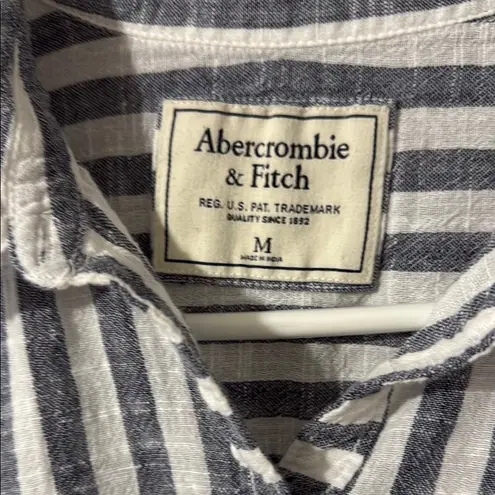 Abercrombie
& Fitch
REG. U.S. PAT. TRADEMARK
QUALITY SINCE 1892
M
MADE IN INDIA